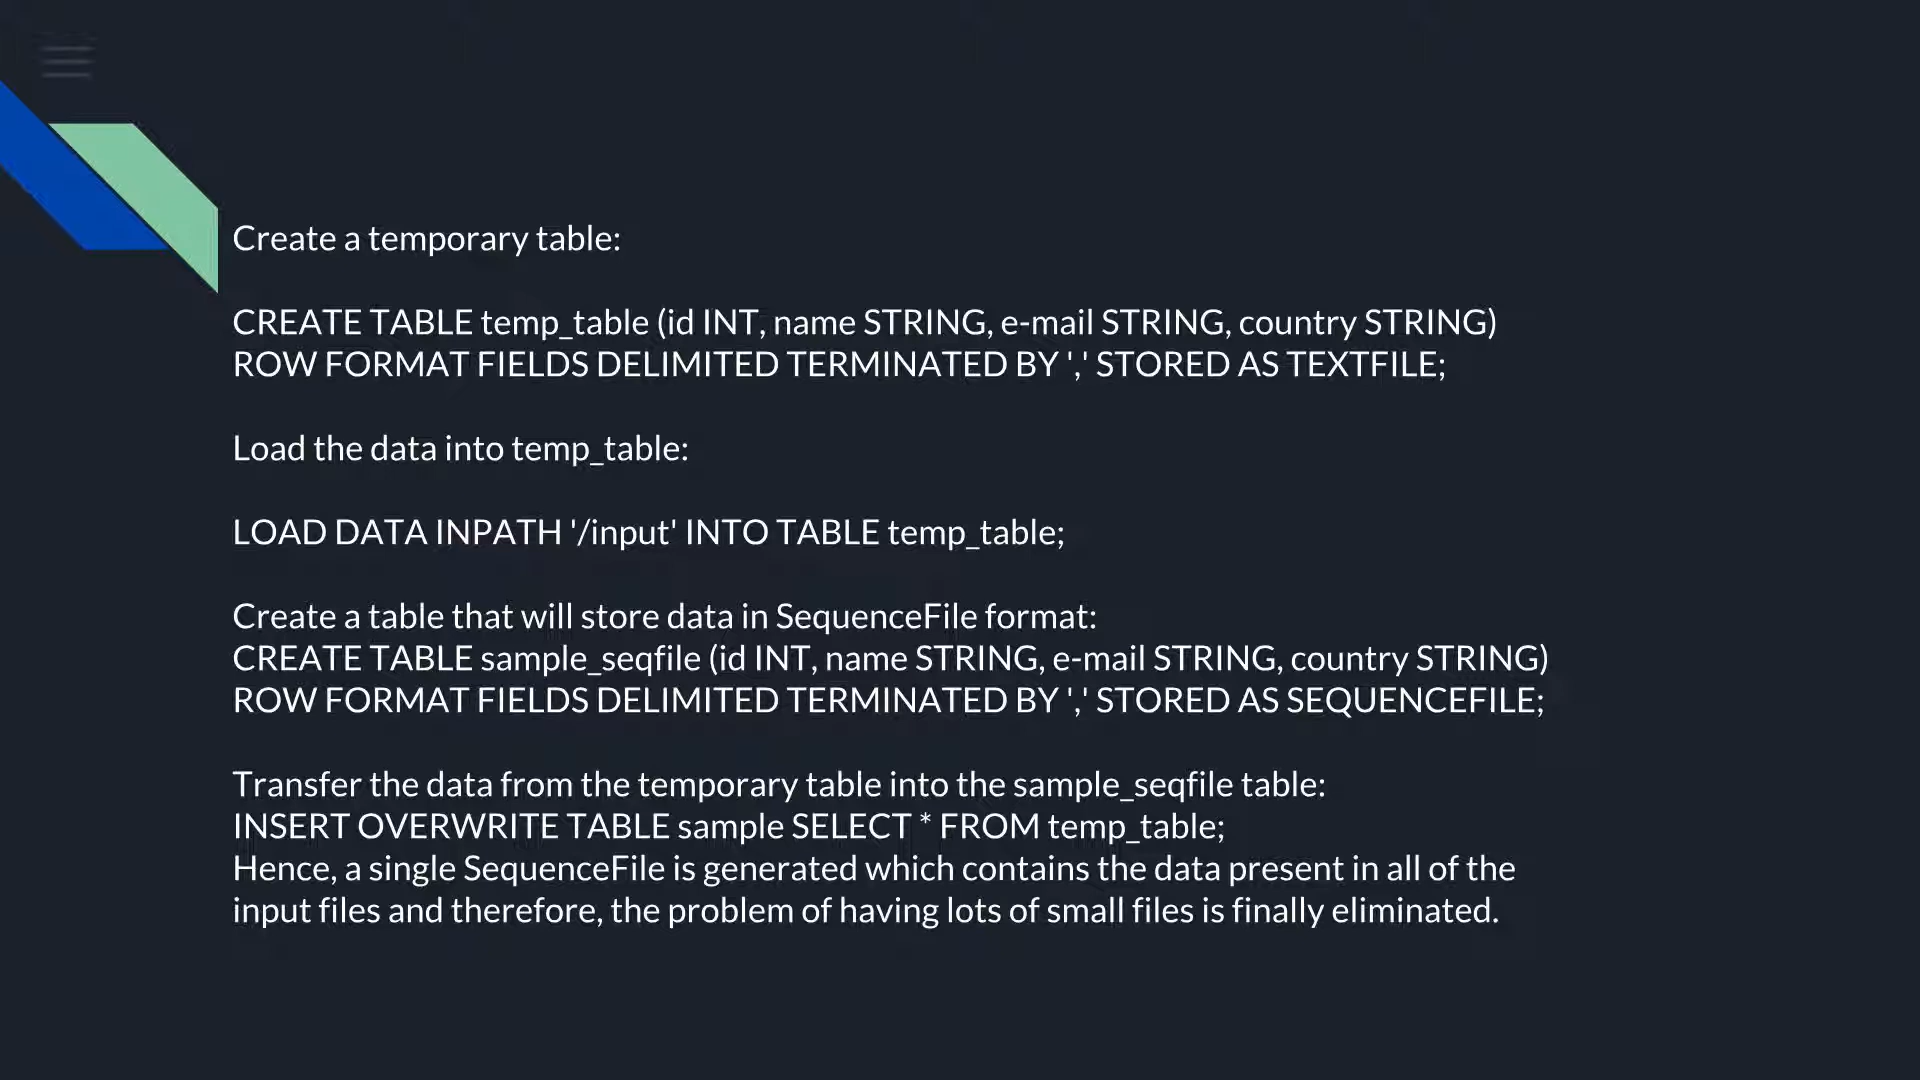 Create a temporary table:
CREATE TABLE temp_table (id INT, name STRING, e-mail STRING, country STRING)
ROW FORMAT FIELDS DELIMITED TERMINATED BY ',' STORED AS TEXTFILE;
Load the data into temp_table:
LOAD DATA INPATH '/input' INTO TABLE temp_table;
Create a table that will store data in SequenceFile format:
CREATE TABLE sample_seqfile (id INT, name STRING, e-mail STRING, country STRING)
ROW FORMAT FIELDS DELIMITED TERMINATED BY ',' STORED AS SEQUENCEFILE;
Transfer the data from the temporary table into the sample_seqfile table:
INSERT OVERWRITE TABLE sample SELECT * FROM temp_table;
Hence, a single SequenceFile is generated which contains the data present in all of the
input files and therefore, the problem of having lots of small files is finally eliminated.